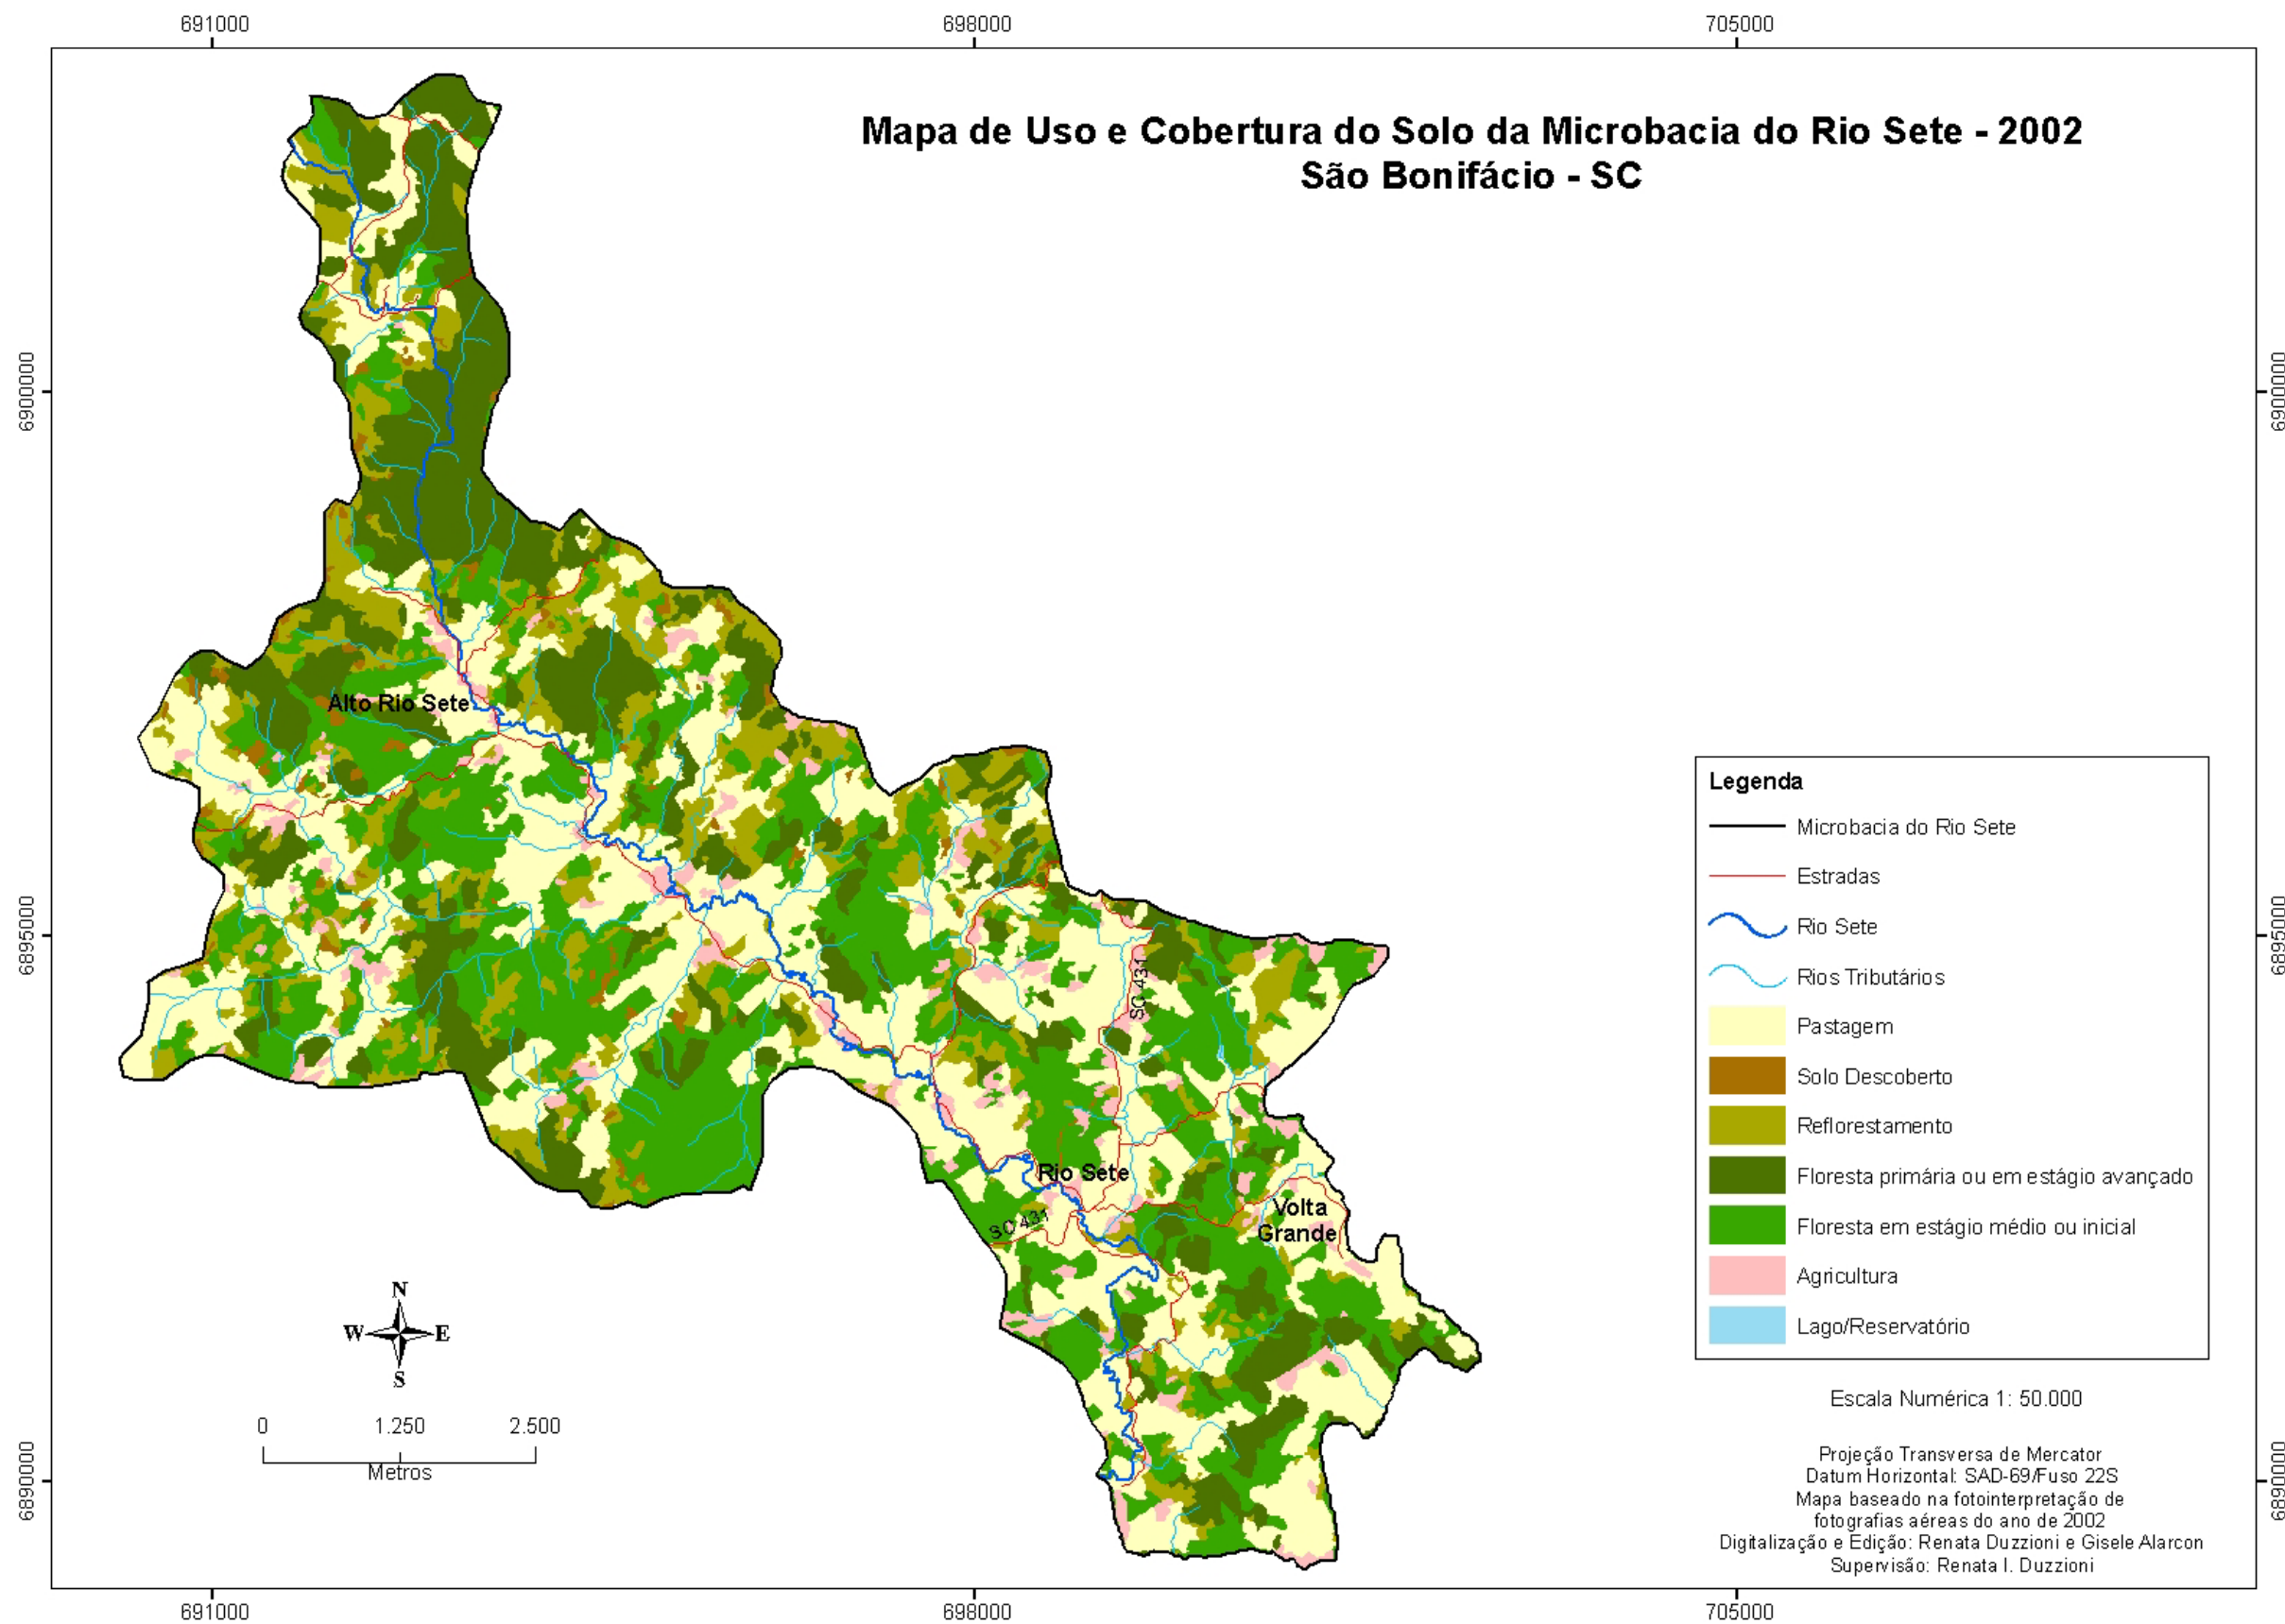 691000
698000
705000
Mapa de Uso e Cobertura do Solo da Microbacia do Rio Sete - 2002
São Bonifácio - SC
6900000
6900000
Alto Rio Sete
6895000
6895000
SC 431
Rio Sete
SC 431
Volta
Grande
6890000
6890000
Legenda
Microbacia do Rio Sete
Estradas
Rio Sete
Rios Tributários
Pastagem
Solo Descoberto
Reflorestamento
Floresta primária ou em estágio avançado
Floresta em estágio médio ou inicial
Agricultura
Lago/Reservatório
N
W E
S
0 1.250 2.500
Metros
Escala Numérica 1: 50.000
Projeção Transversa de Mercator
Datum Horizontal: SAD-69/Fuso 22S
Mapa baseado na fotointerpretação de
fotografias aéreas do ano de 2002
Digitalização e Edição: Renata Duzzioni e Gisele Alarcon
Supervisão: Renata I. Duzzioni
691000
698000
705000